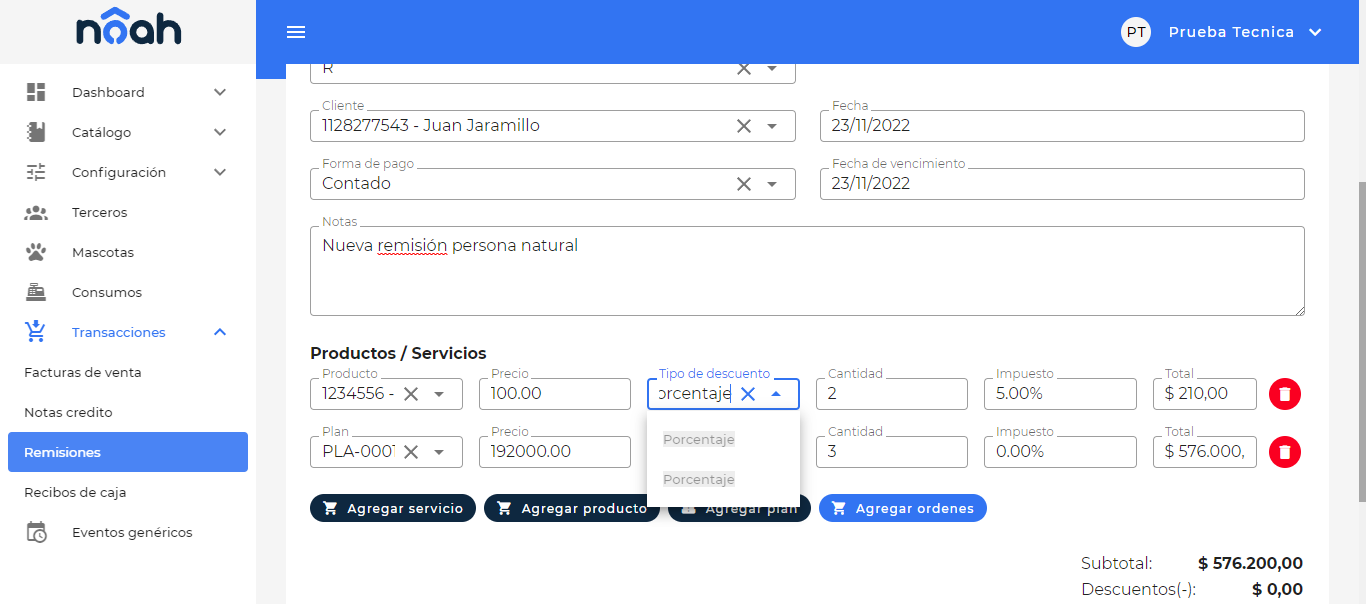 nôah
PT Prueba Tecnica
Dashboard
Catálogo
Configuración
Terceros
Mascotas
Consumos
Transacciones
Facturas de venta
Notas credito
Remisiones
Recibos de caja
Eventos genéricos
R
Cliente
1128277543 - Juan Jaramillo
Fecha
23/11/2022
Forma de pago
Contado
Fecha de vencimiento
23/11/2022
Notas
Nueva remisión persona natural
Productos / Servicios
Producto Precio Tipo de descuento Cantidad Impuesto Total
1234556 - 100.00 orcentaje 2 5.00% $ 210,00
Plan Precio Cantidad Impuesto Total
PLA-0001 192000.00 3 0.00% $ 576.000,
Porcentaje
Porcentaje
Agregar servicio Agregar producto Agregar plan Agregar ordenes
Subtotal: $ 576.200,00
Descuentos(-): $ 0,00